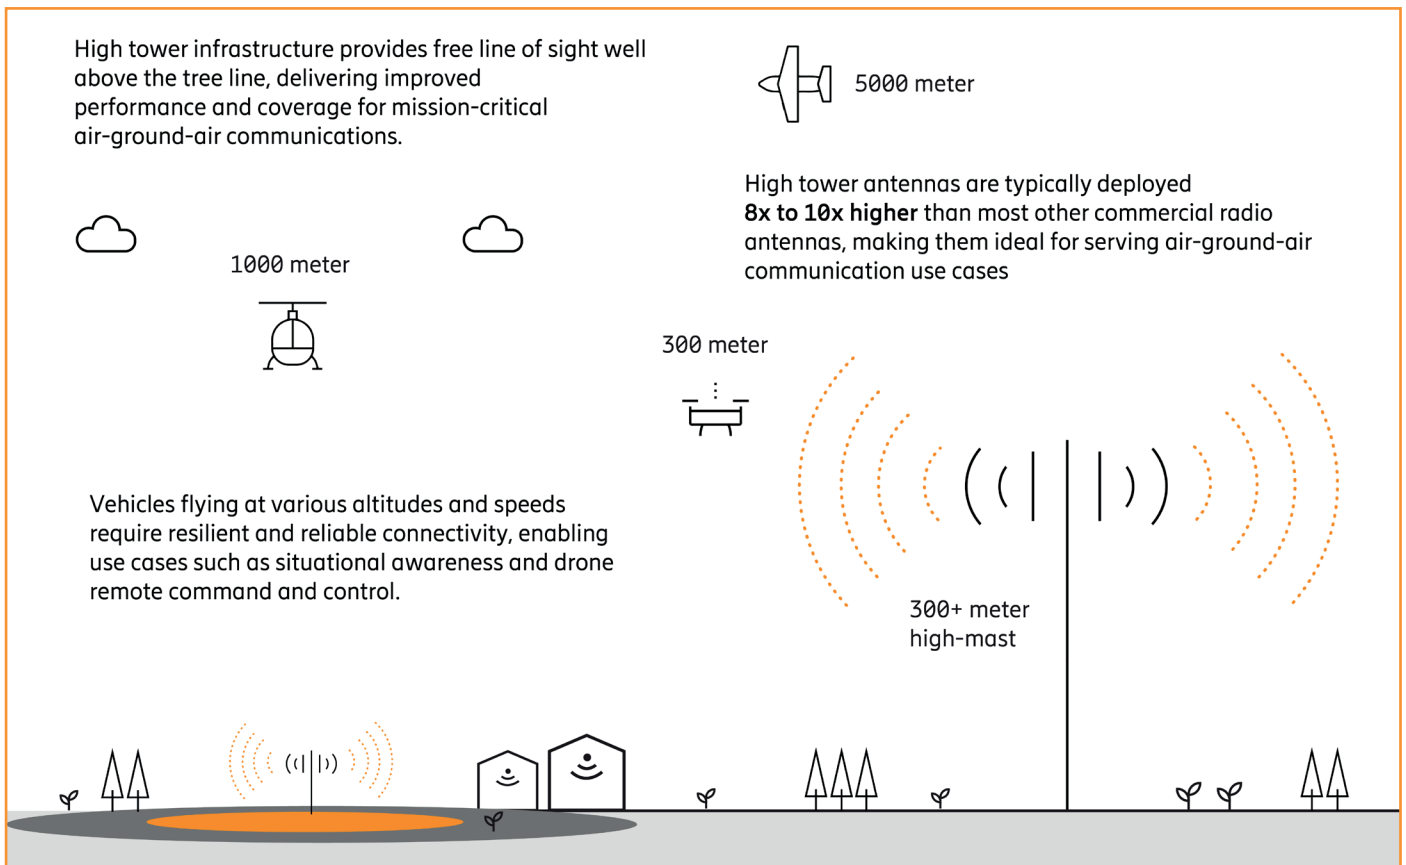 High tower infrastructure provides free line of sight well
above the tree line, delivering improved
performance and coverage for mission-critical
air-ground-air communications.
5000 meter
High tower antennas are typically deployed
8x to 10x higher than most other commercial radio
antennas, making them ideal for serving air-ground-air
communication use cases
1000 meter
300 meter
Vehicles flying at various altitudes and speeds
require resilient and reliable connectivity, enabling
use cases such as situational awareness and drone
remote command and control.
300+ meter
high-mast